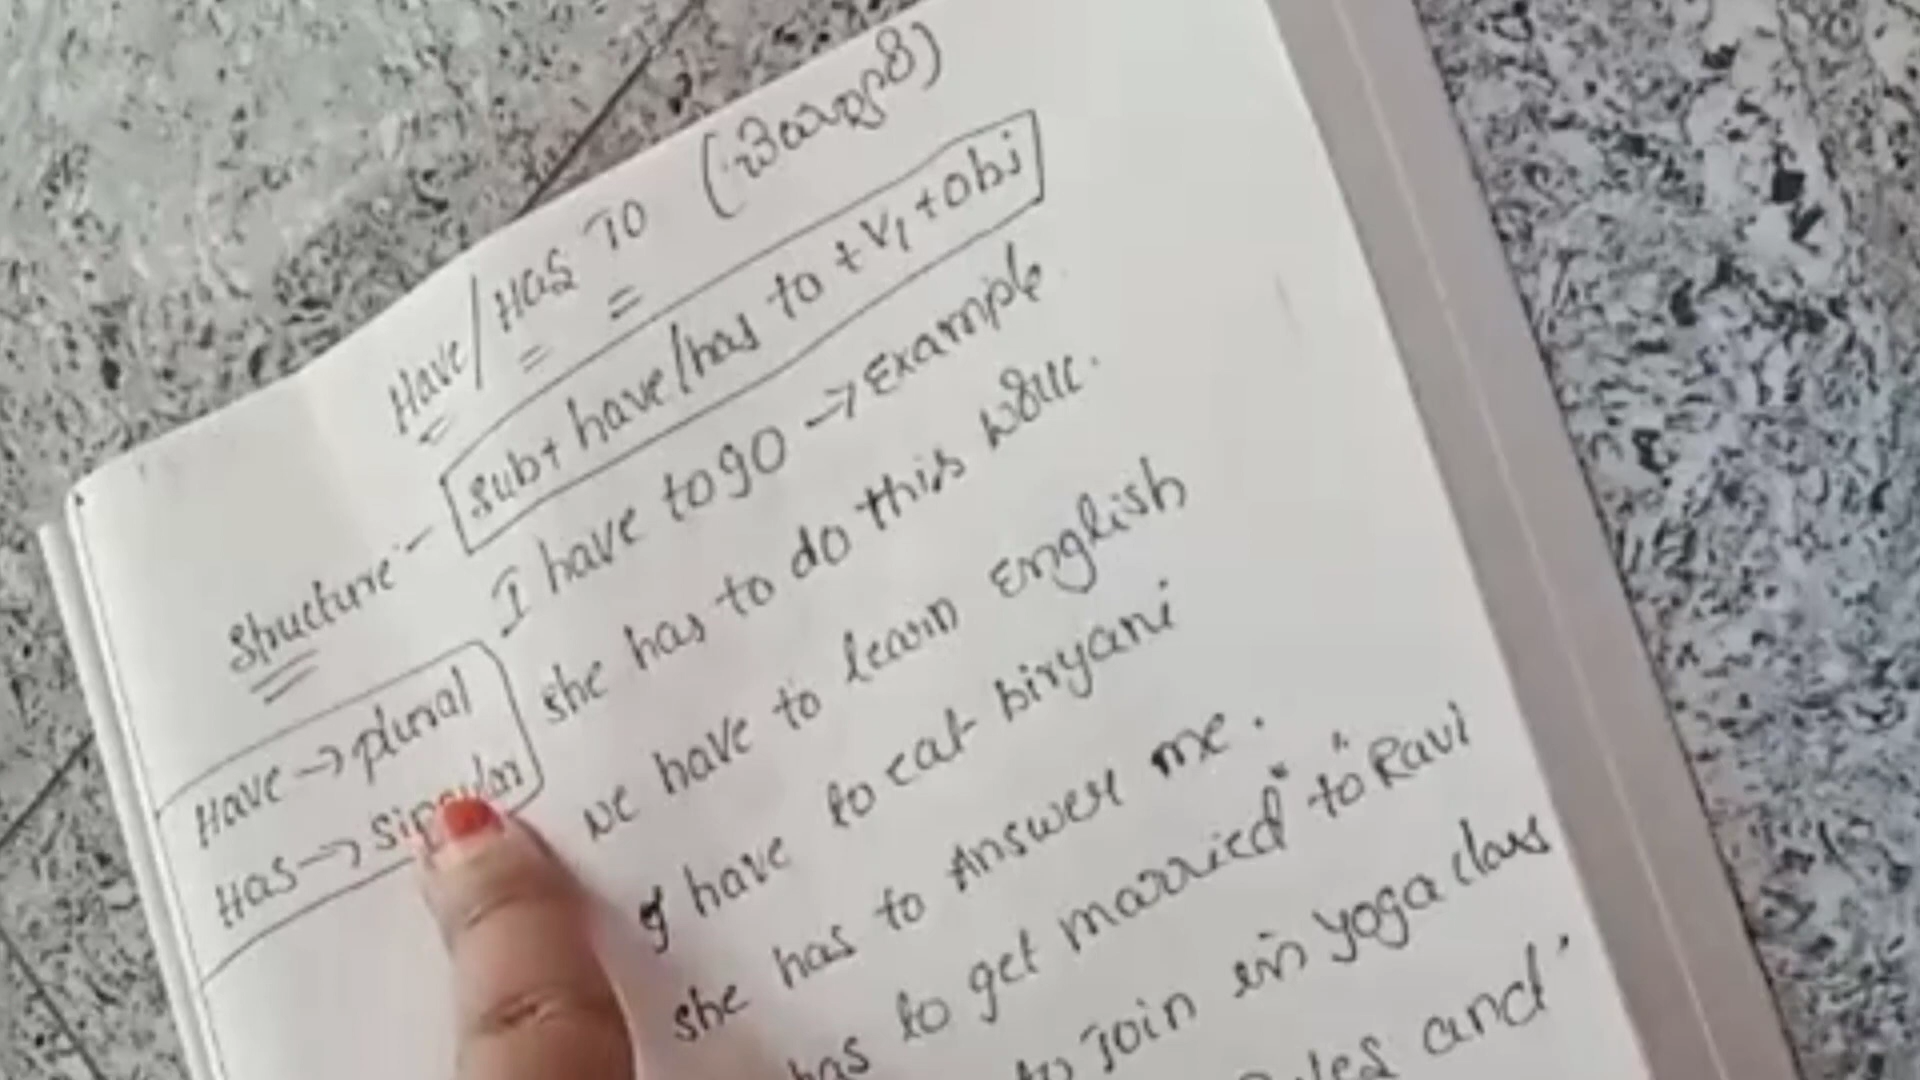 Have/Has To (చేయాలి)
Structure:- sub+ have/has to + V1 + obj
I have to go -> Example
she has to do this work.
Have -> plural
Has -> Singular
we have to learn English
I have to eat biryani
she has to Answer me.
has to get married" "to" Ravi
to Join in yoga class
and